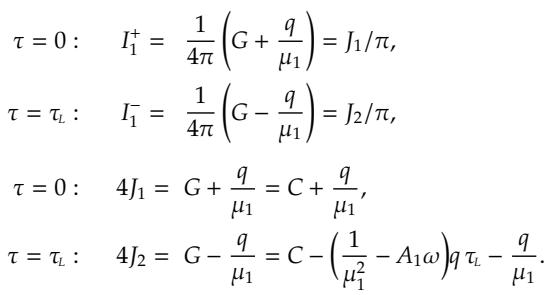 τ = 0 : I₁⁺ = 1/4π (G + q/μ₁) = J₁/π,
τ = τ_L : I₁⁻ = 1/4π (G − q/μ₁) = J₂/π,
τ = 0 : 4J₁ = G + q/μ₁ = C + q/μ₁,
τ = τ_L : 4J₂ = G − q/μ₁ = C − (1/μ₁² − A₁ω)q τ_L − q/μ₁.